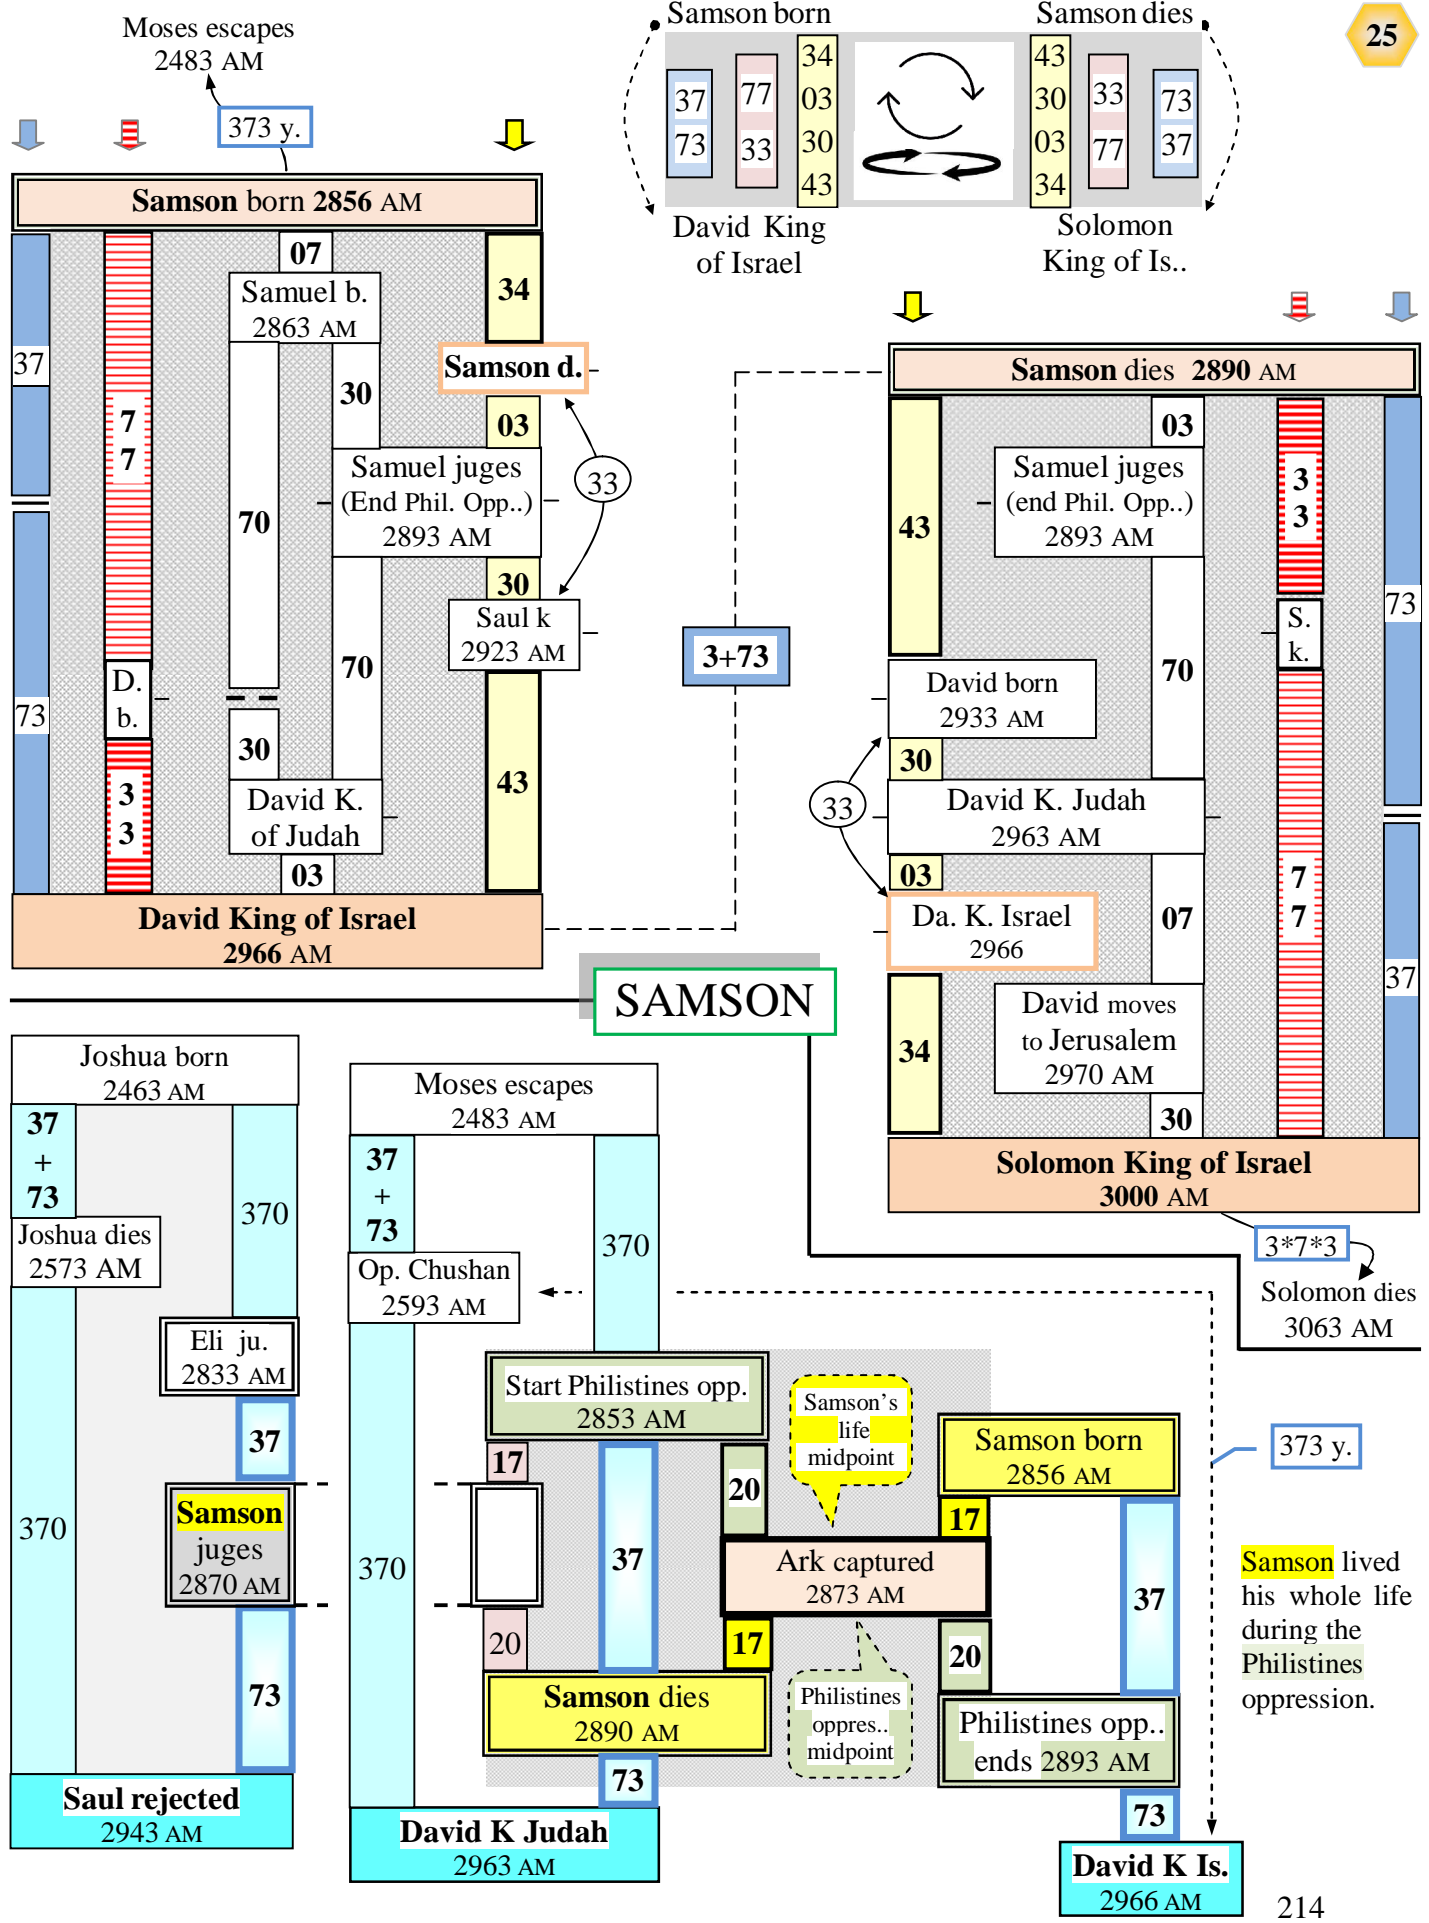 Moses escapes
2483 AM
373 y.
Samson born
Samson dies
25
37
73
77
33
34
03
30
43
43
30
03
34
33
77
73
37
David King
of Israel
Solomon
King of Is..
Samson born 2856 AM
37
73
7
7
D.
b.
3
3
07
Samuel b.
2863 AM
70
30
30
Samuel juges
(End Phil. Opp..)
2893 AM
70
David K.
of Judah
03
34
Samson d.
03
33
30
Saul k
2923 AM
43
David King of Israel
2966 AM
3+73
Samson dies 2890 AM
43
03
Samuel juges
(end Phil. Opp..)
2893 AM
3
3
73
S.
k.
70
David born
2933 AM
30
33
David K. Judah
2963 AM
03
Da. K. Israel
2966
07
7
7
37
34
David moves
to Jerusalem
2970 AM
30
Solomon King of Israel
3000 AM
3*7*3
Solomon dies
3063 AM
SAMSON
Joshua born
2463 AM
37
+
73
370
Joshua dies
2573 AM
Eli ju.
2833 AM
37
370
Samson
juges
2870 AM
73
Saul rejected
2943 AM
Moses escapes
2483 AM
37
+
73
370
Op. Chushan
2593 AM
370
Start Philistines opp.
2853 AM
17
37
20
20
Samson's
life
midpoint
Samson born
2856 AM
17
Ark captured
2873 AM
37
17
20
Samson dies
2890 AM
Philistines
oppres..
midpoint
Philistines opp..
ends 2893 AM
73
David K Judah
2963 AM
73
David K Is.
2966 AM
373 y.
Samson lived
his whole life
during the
Philistines
oppression.
214